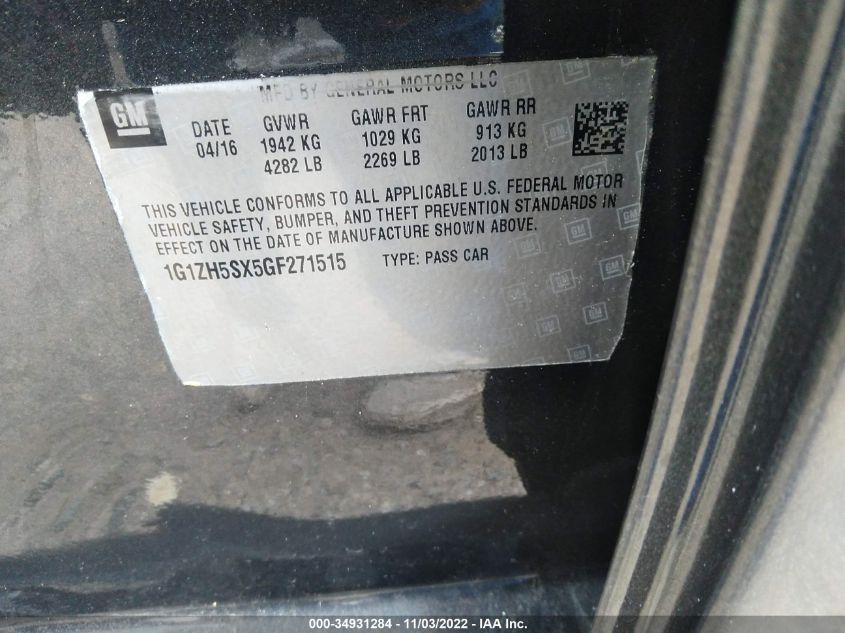 MFD BY GENERAL MOTORS LLC
GM
DATE GVWR GAWR FRT GAWR RR
04/16 1942 KG 1029 KG 913 KG
4282 LB 2269 LB 2013 LB
THIS VEHICLE CONFORMS TO ALL APPLICABLE U.S. FEDERAL MOTOR
VEHICLE SAFETY, BUMPER, AND THEFT PREVENTION STANDARDS IN
EFFECT ON THE DATE OF MANUFACTURE SHOWN ABOVE.
1G1ZH5SX5GF271515 TYPE: PASS CAR
000-34931284 - 11/03/2022 - IAA Inc.